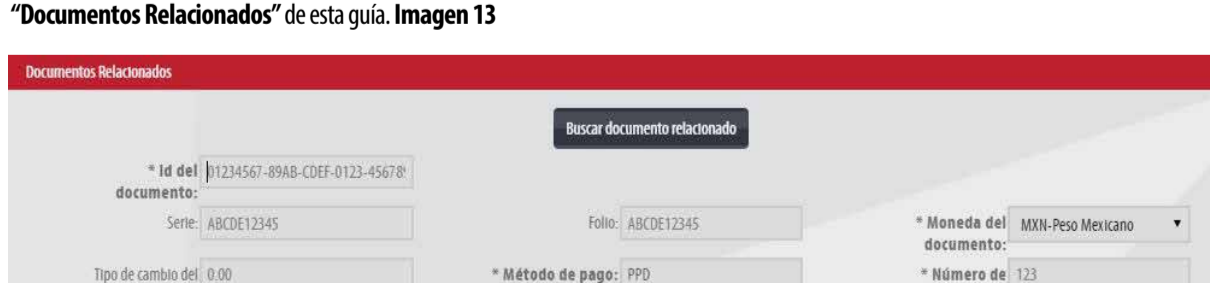 “Documentos Relacionados” de esta guía. Imagen 13
Documentos Relacionados
Buscar documento relacionado
* Id del documento: 01234567-89AB-CDEF-0123-45678
Serie: ABCDE12345 Folio: ABCDE12345 * Moneda del documento: MXN-Peso Mexicano
Tipo de cambio del 0.00 * Método de pago: PPD * Número de 123